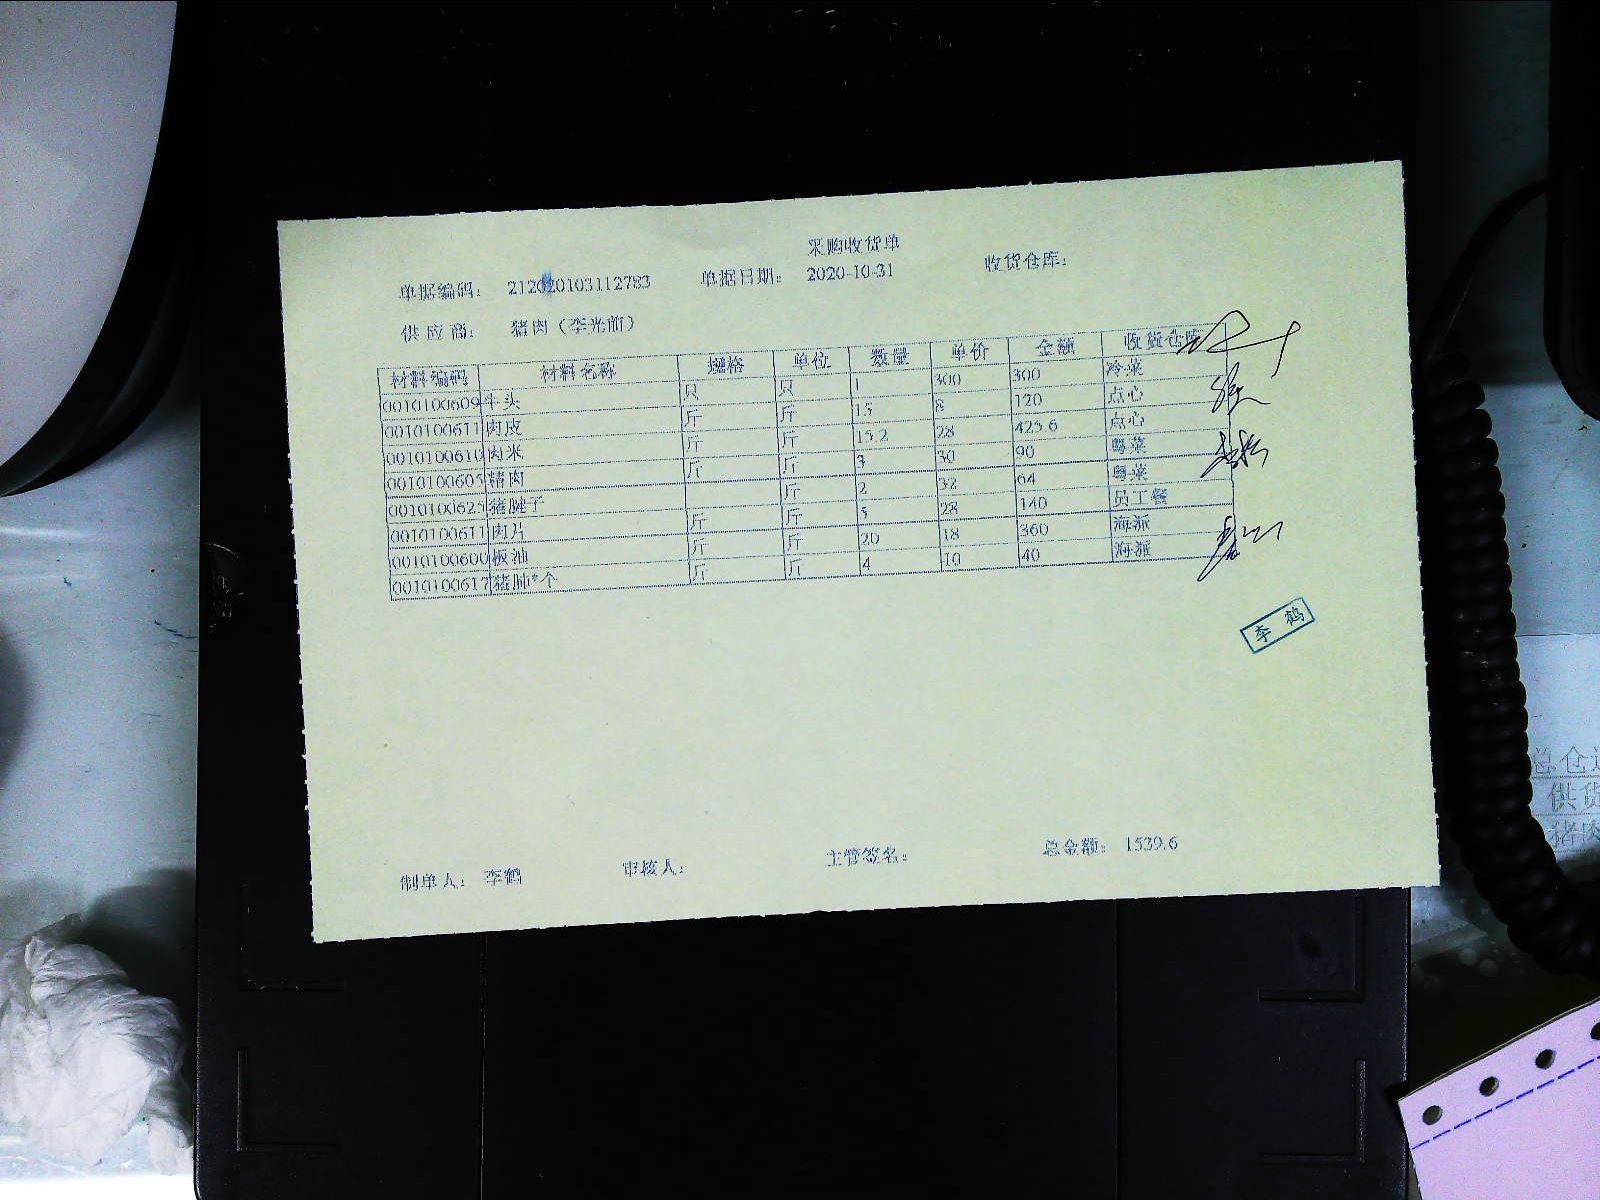 采购收货单
单据编码： 212020103112783 单据日期： 2020-10-31 收货仓库：
供应商： 猪肉（李光前）
材料编码 材料名称 规格 单位 数量 单价 金额 收货仓库
0010100609 牛头 只 只 1 300 300 冷菜
0010100611 肉皮 斤 斤 15 8 120 点心
0010100610 肉米 斤 斤 15.2 28 425.6 点心
0010100605 精肉 斤 斤 3 30 90 粤菜
0010100625 猪腱子 斤 2 32 64 粤菜
0010100611 肉片 斤 斤 5 28 140 员工餐
0010100600 板油 斤 斤 20 18 360 海派
0010100617 猪肺*个 斤 斤 4 10 40 海派
李鹤
制单人： 李鹤 审核人： 主管签名： 总金额： 1539.6
总仓
供货
猪肉